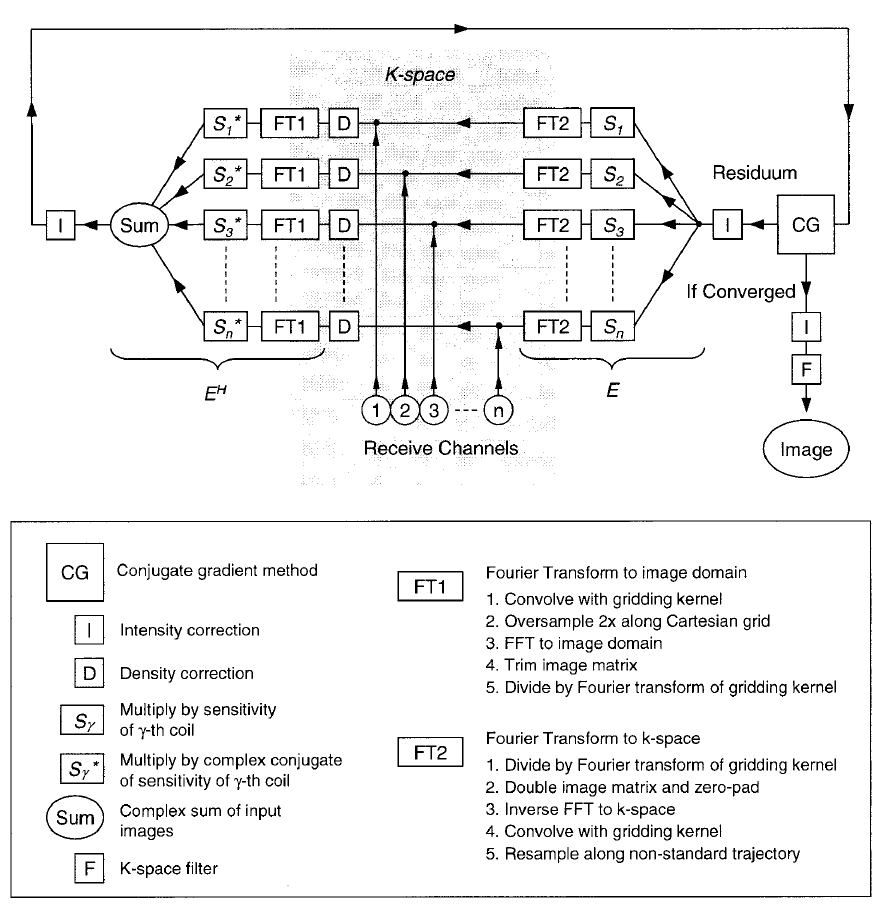 K-space
S1* FT1 D FT2 S1
S2* FT1 D FT2 S2 Residuum
I Sum S3* FT1 D FT2 S3 I CG
If Converged
Sn* FT1 D FT2 Sn I
E^H E F
1 2 3 n
Receive Channels Image
CG Conjugate gradient method
I Intensity correction
D Density correction
Sγ Multiply by sensitivity
of γ-th coil
Sγ* Multiply by complex conjugate
of sensitivity of γ-th coil
Sum Complex sum of input
images
F K-space filter
FT1 Fourier Transform to image domain
1. Convolve with gridding kernel
2. Oversample 2x along Cartesian grid
3. FFT to image domain
4. Trim image matrix
5. Divide by Fourier transform of gridding kernel
FT2 Fourier Transform to k-space
1. Divide by Fourier transform of gridding kernel
2. Double image matrix and zero-pad
3. Inverse FFT to k-space
4. Convolve with gridding kernel
5. Resample along non-standard trajectory